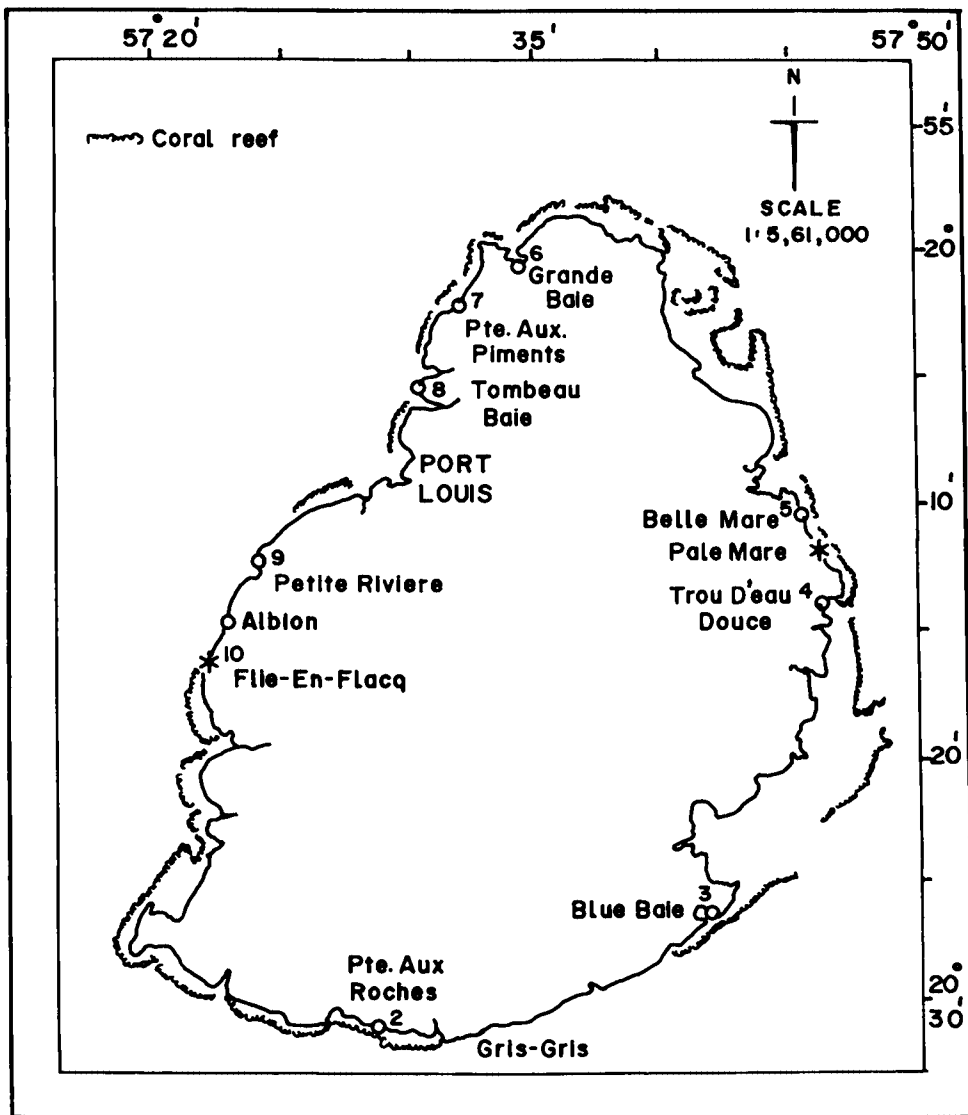 57° 20'
35'
57° 50'
N
55'
Coral reef
SCALE
1:5,61,000
20°
6
Grande
Baie
7
Pte. Aux.
Piments
8
Tombeau
Baie
PORT
LOUIS
10'
5
Belle Mare
Pale Mare
9
Petite Riviere
4
Trou D'eau
Douce
Albion
10
Flie-En-Flacq
20'
3
Blue Baie
Pte. Aux
Roches
2
20°
30'
Gris-Gris